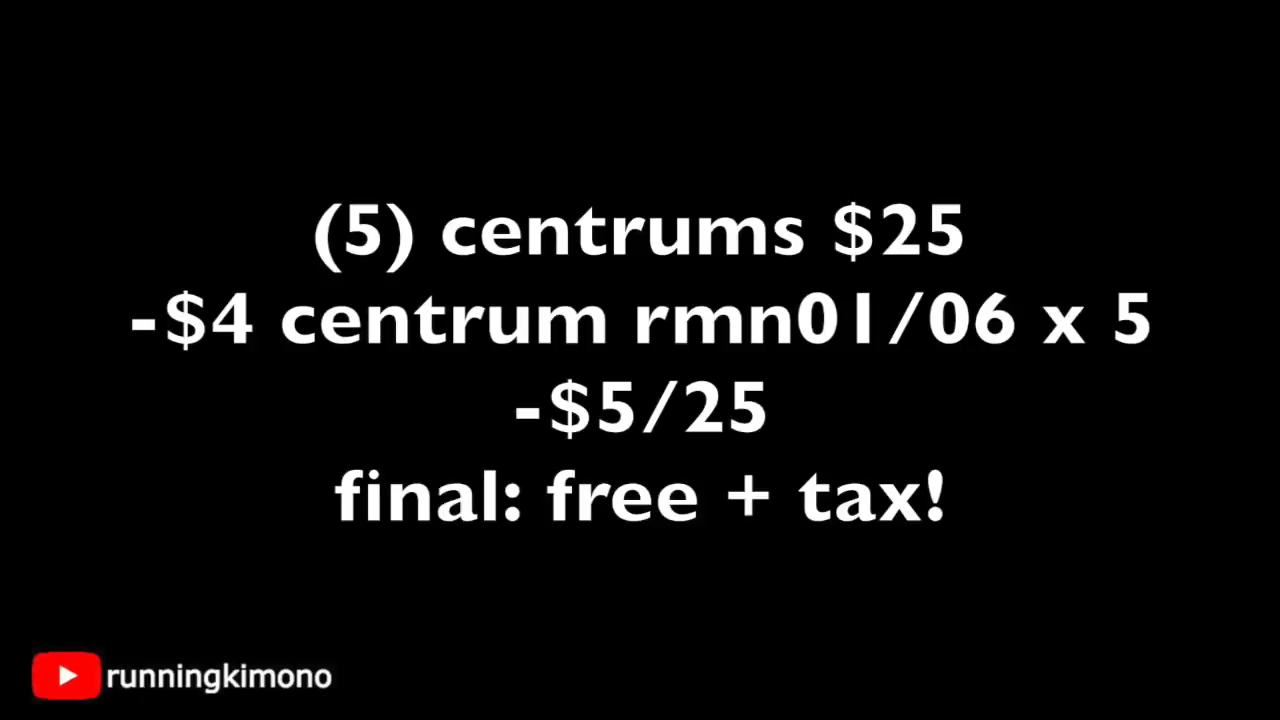 (5) centrums $25
-$4 centrum rmn01/06 x 5
-$5/25
final: free + tax!
runningkimono